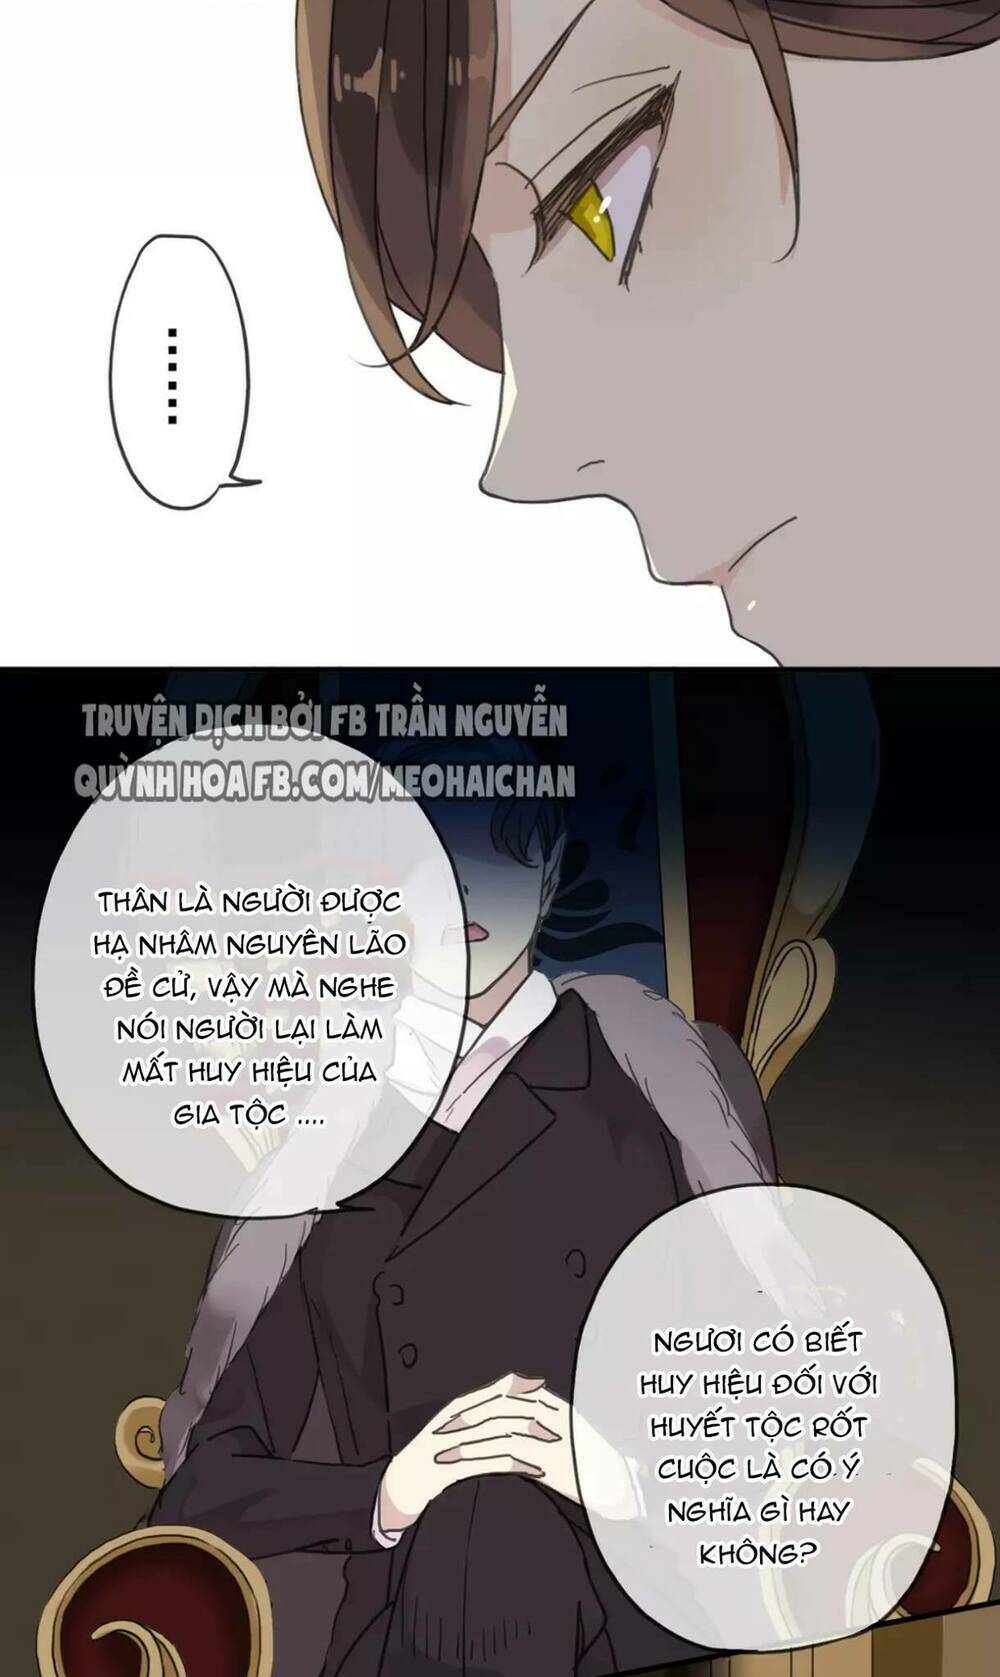 ......
TRUYỆN DỊCH BỞI FB TRẦN NGUYỄN
QUỲNH HOA FB.COM/MEOHAICHAN
THÂN LÀ NGƯỜI ĐƯỢC
HẠ NHÂM NGUYÊN LÃO
ĐỀ CỬ, VẬY MÀ NGHE
NÓI NGƯỜI LẠI LÀM
MẤT HUY HIỆU CỦA
GIA TỘC ....
NGƯƠI CÓ BIẾT
HUY HIỆU ĐỐI VỚI
HUYẾT TỘC RỐT
CUỘC LÀ CÓ Ý
NGHĨA GÌ HAY
KHÔNG?